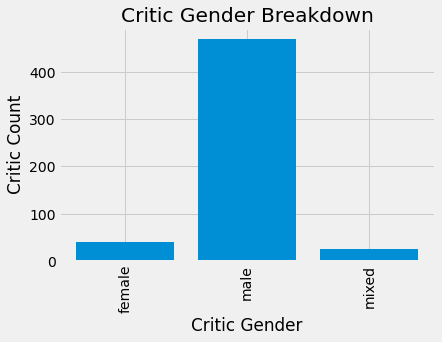 Critic Gender Breakdown
Critic Count
400
300
200
100
0
female
male
mixed
Critic Gender